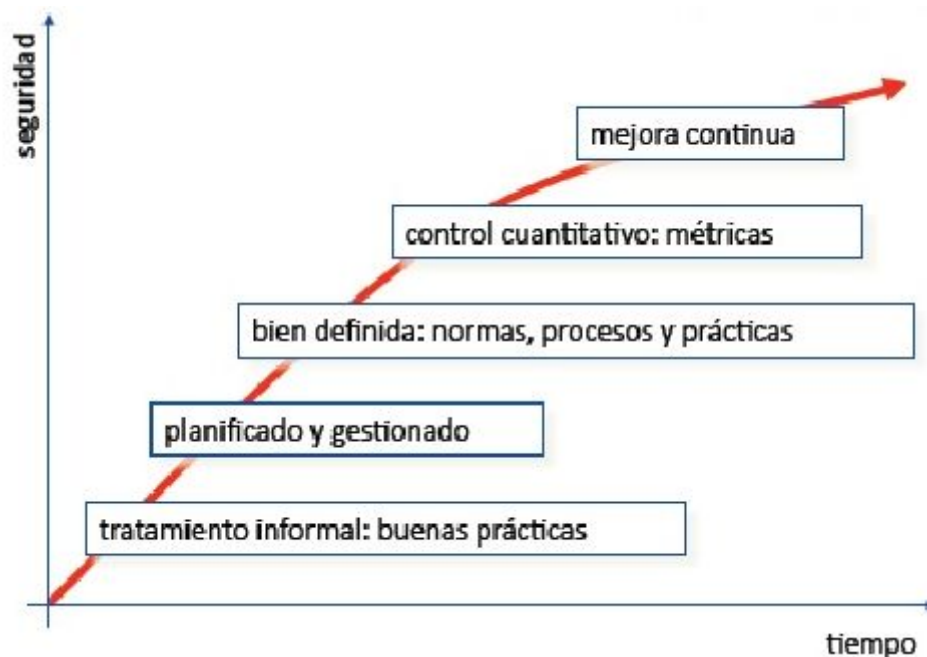 seguridad
mejora continua
control cuantitativo: métricas
bien definida: normas, procesos y prácticas
planificado y gestionado
tratamiento informal: buenas prácticas
tiempo